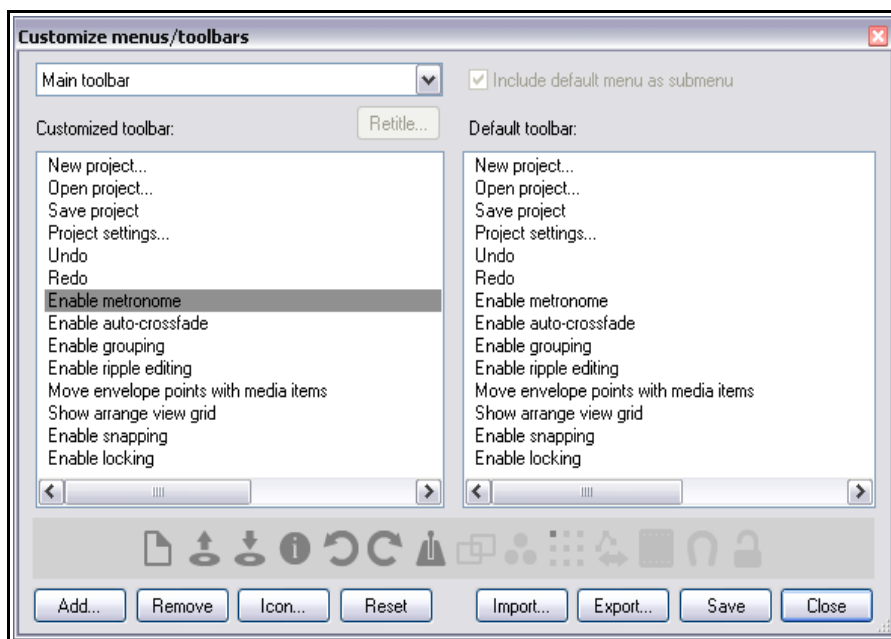 Customize menus/toolbars
Main toolbar
Include default menu as submenu
Customized toolbar:
Retitle...
Default toolbar:
New project...
Open project...
Save project
Project settings...
Undo
Redo
Enable metronome
Enable auto-crossfade
Enable grouping
Enable ripple editing
Move envelope points with media items
Show arrange view grid
Enable snapping
Enable locking
New project...
Open project...
Save project
Project settings...
Undo
Redo
Enable metronome
Enable auto-crossfade
Enable grouping
Enable ripple editing
Move envelope points with media items
Show arrange view grid
Enable snapping
Enable locking
Add...
Remove
Icon...
Reset
Import...
Export...
Save
Close